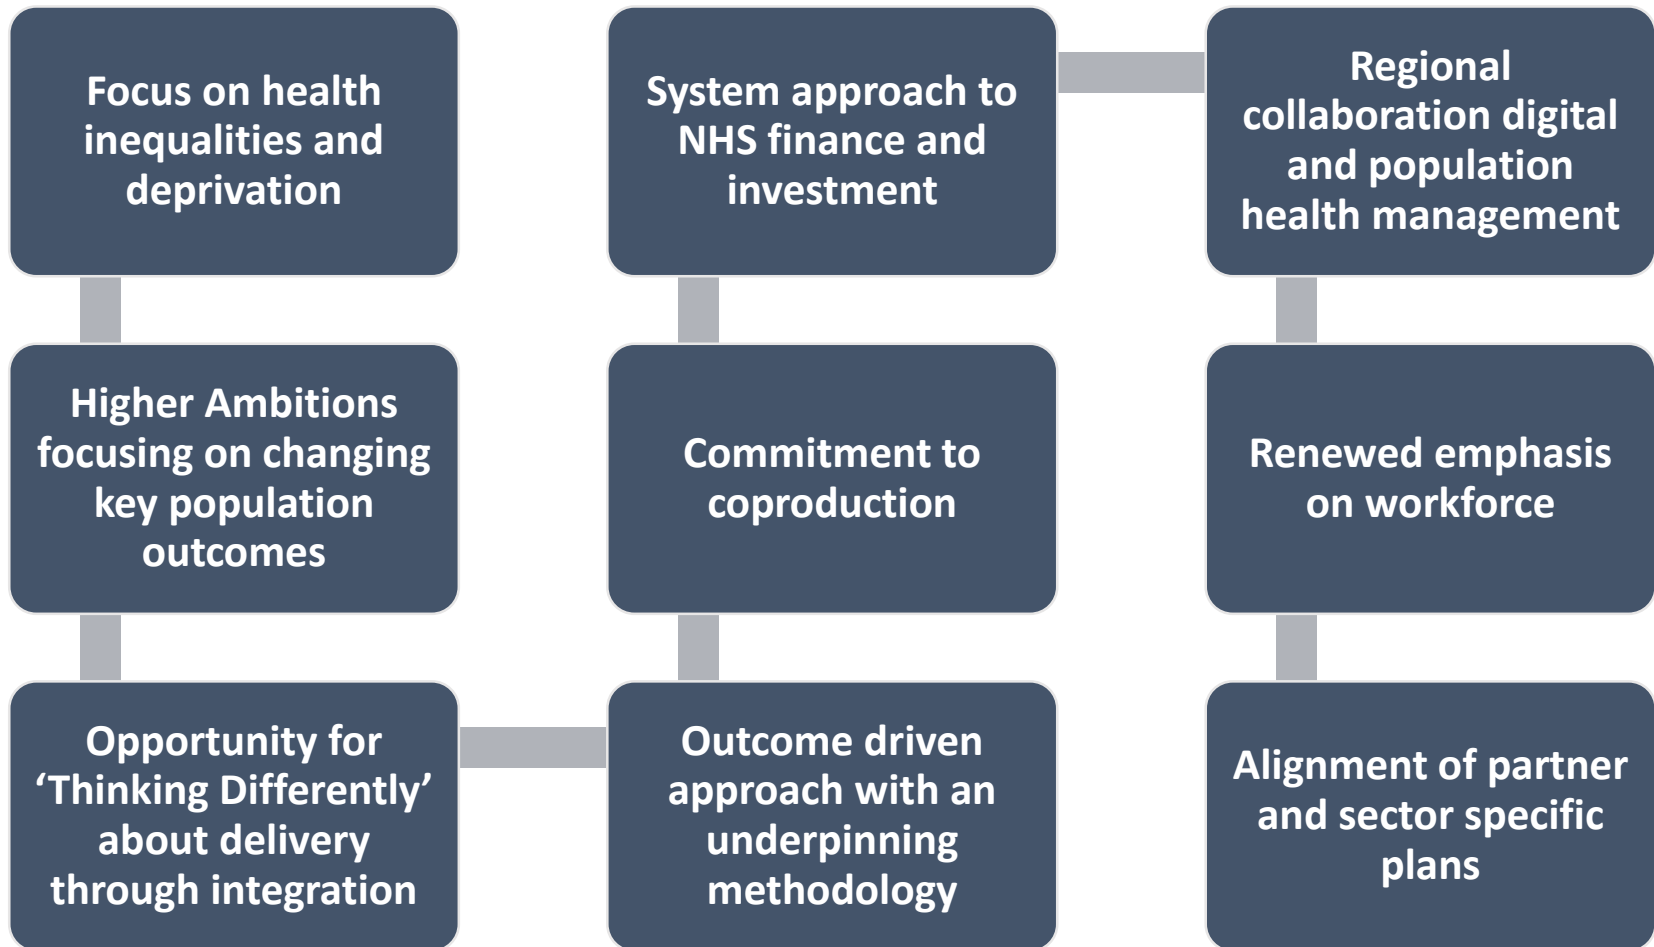 Focus on health
inequalities and
deprivation
Higher Ambitions
focusing on changing
key population
outcomes
Opportunity for
‘Thinking Differently’
about delivery
through integration
Outcome driven
approach with an
underpinning
methodology
Commitment to
coproduction
System approach to
NHS finance and
investment
Regional
collaboration digital
and population
health management
Renewed emphasis
on workforce
Alignment of partner
and sector specific
plans